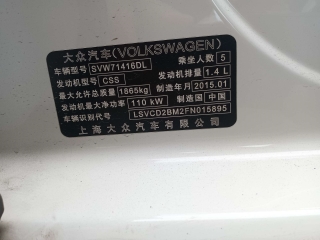 大众汽车(VOLKSWAGEN)
车辆型号 SVW71416DL 乘坐人数 5
发动机型号 CSS 发动机排量 1.4 L
最大允许总质量 1865kg 制造年月 2015.01
发动机最大净功率 110 kW 制造国 中国
车辆识别代号 LSVCD2BM2FN015895
上海大众汽车有限公司